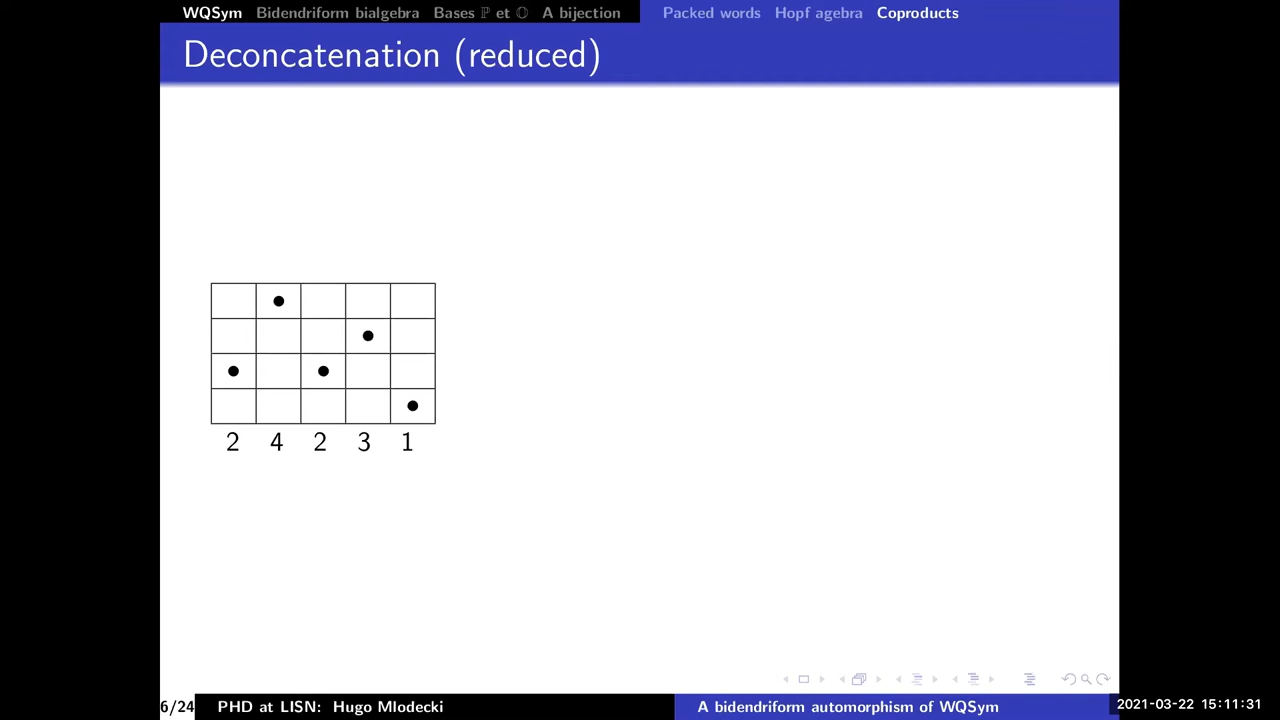 WQSym Bidendriform bialgebra Bases ℙ et 𝕆 A bijection Packed words Hopf agebra Coproducts
Deconcatenation (reduced)
2 4 2 3 1
6/24 PHD at LISN: Hugo Mlodecki A bidendriform automorphism of WQSym 2021-03-22 15:11:31